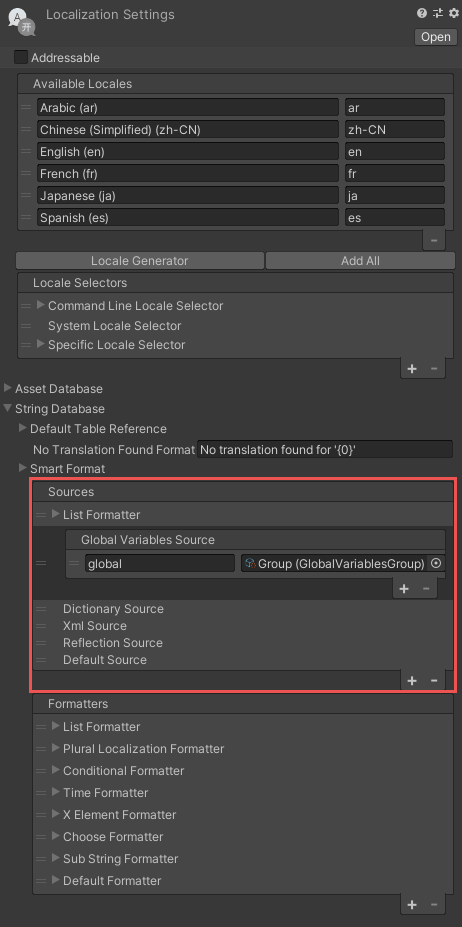 A
开
Localization Settings
Open
Addressable
Available Locales
Arabic (ar) ar
Chinese (Simplified) (zh-CN) zh-CN
English (en) en
French (fr) fr
Japanese (ja) ja
Spanish (es) es
Locale Generator Add All
Locale Selectors
Command Line Locale Selector
System Locale Selector
Specific Locale Selector
Asset Database
String Database
Default Table Reference
No Translation Found Format No translation found for '{0}'
Smart Format
Sources
List Formatter
Global Variables Source
global Group (GlobalVariablesGroup)
Dictionary Source
Xml Source
Reflection Source
Default Source
Formatters
List Formatter
Plural Localization Formatter
Conditional Formatter
Time Formatter
X Element Formatter
Choose Formatter
Sub String Formatter
Default Formatter